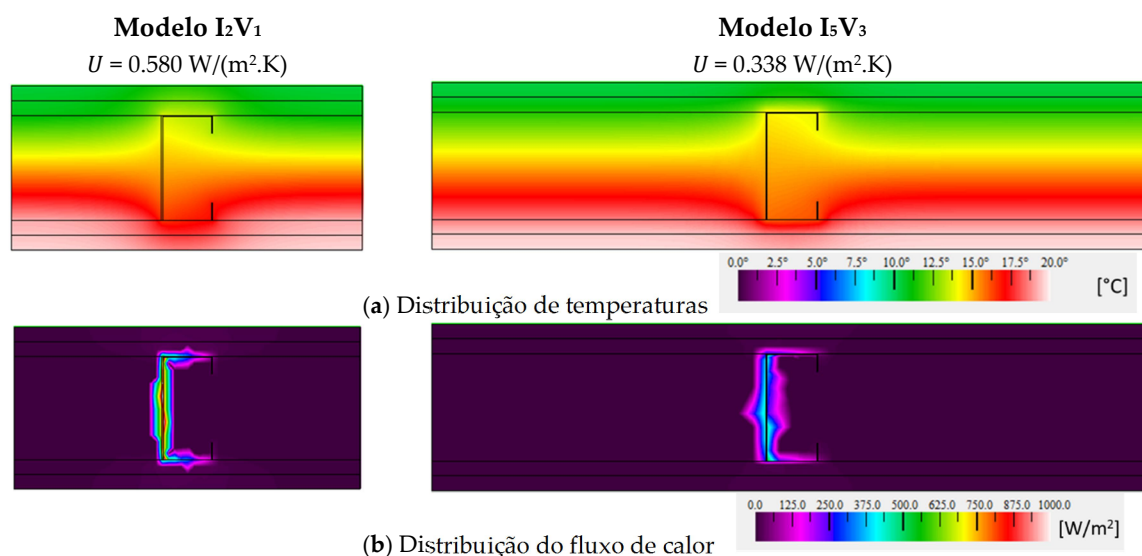 Modelo I₂V₁ Modelo I₅V₃
U = 0.580 W/(m².K) U = 0.338 W/(m².K)
0.0° 2.5° 5.0° 7.5° 10.0° 12.5° 15.0° 17.5° 20.0°
[°C]
(a) Distribuição de temperaturas
0.0 125.0 250.0 375.0 500.0 625.0 750.0 875.0 1000.0
[W/m²]
(b) Distribuição do fluxo de calor